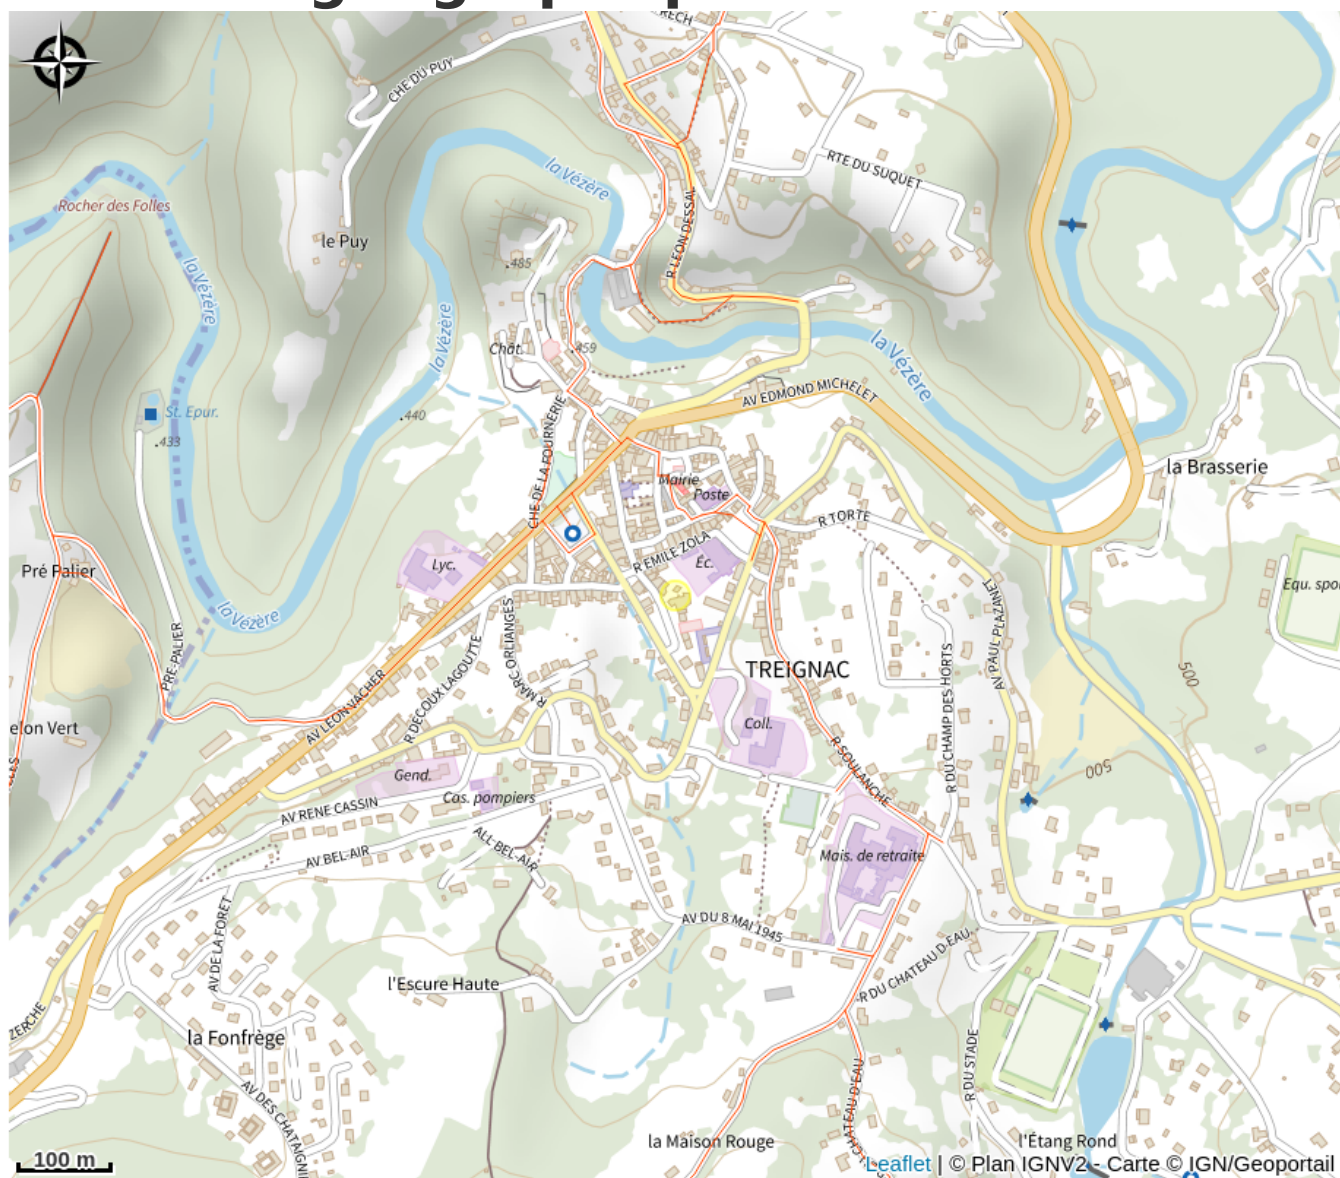 RECH
CHE DU PUY
la Vézère
RTE DU SUQUET
R LEON DESSAL
Rocher des Folles
le Puy
.485
la Vézère
la Vézère
la Vézère
Chât.
.459
AV EDMOND MICHELET
St. Epur.
.440
.433
CHE DE LA FOURNERIE
la Brasserie
Mairie
Poste
R TORTE
R EMILE ZOLA
Lyc.
Éc.
Pré Palier
Equ. spo
la Vézère
AV PAUL PLAZANET
R MARC ORLIANGES
PRE-PALIER
R DECOUX LAGOUTTE
TREIGNAC
500
R DU CHAMP DES HORTS
AV LEON VACHER
elon Vert
Coll.
LLES
R SOULANCHE
500
Gend.
Cas. pompiers
AV RENE CASSIN
ALL BEL-AIR
AV BEL-AIR
Mais. de retraite
AV DU 8 MAI 1945
AV DE LA FORET
R DU CHATEAU D'EAU
l'Escure Haute
ZERCHE
la Fonfrège
R DU STADE
AV DES CHATAIGNI
CHATEAU D'EAU
la Maison Rouge
l'Étang Rond
100 m
Leaflet | © Plan IGNV2 - Carte © IGN/Geoportail